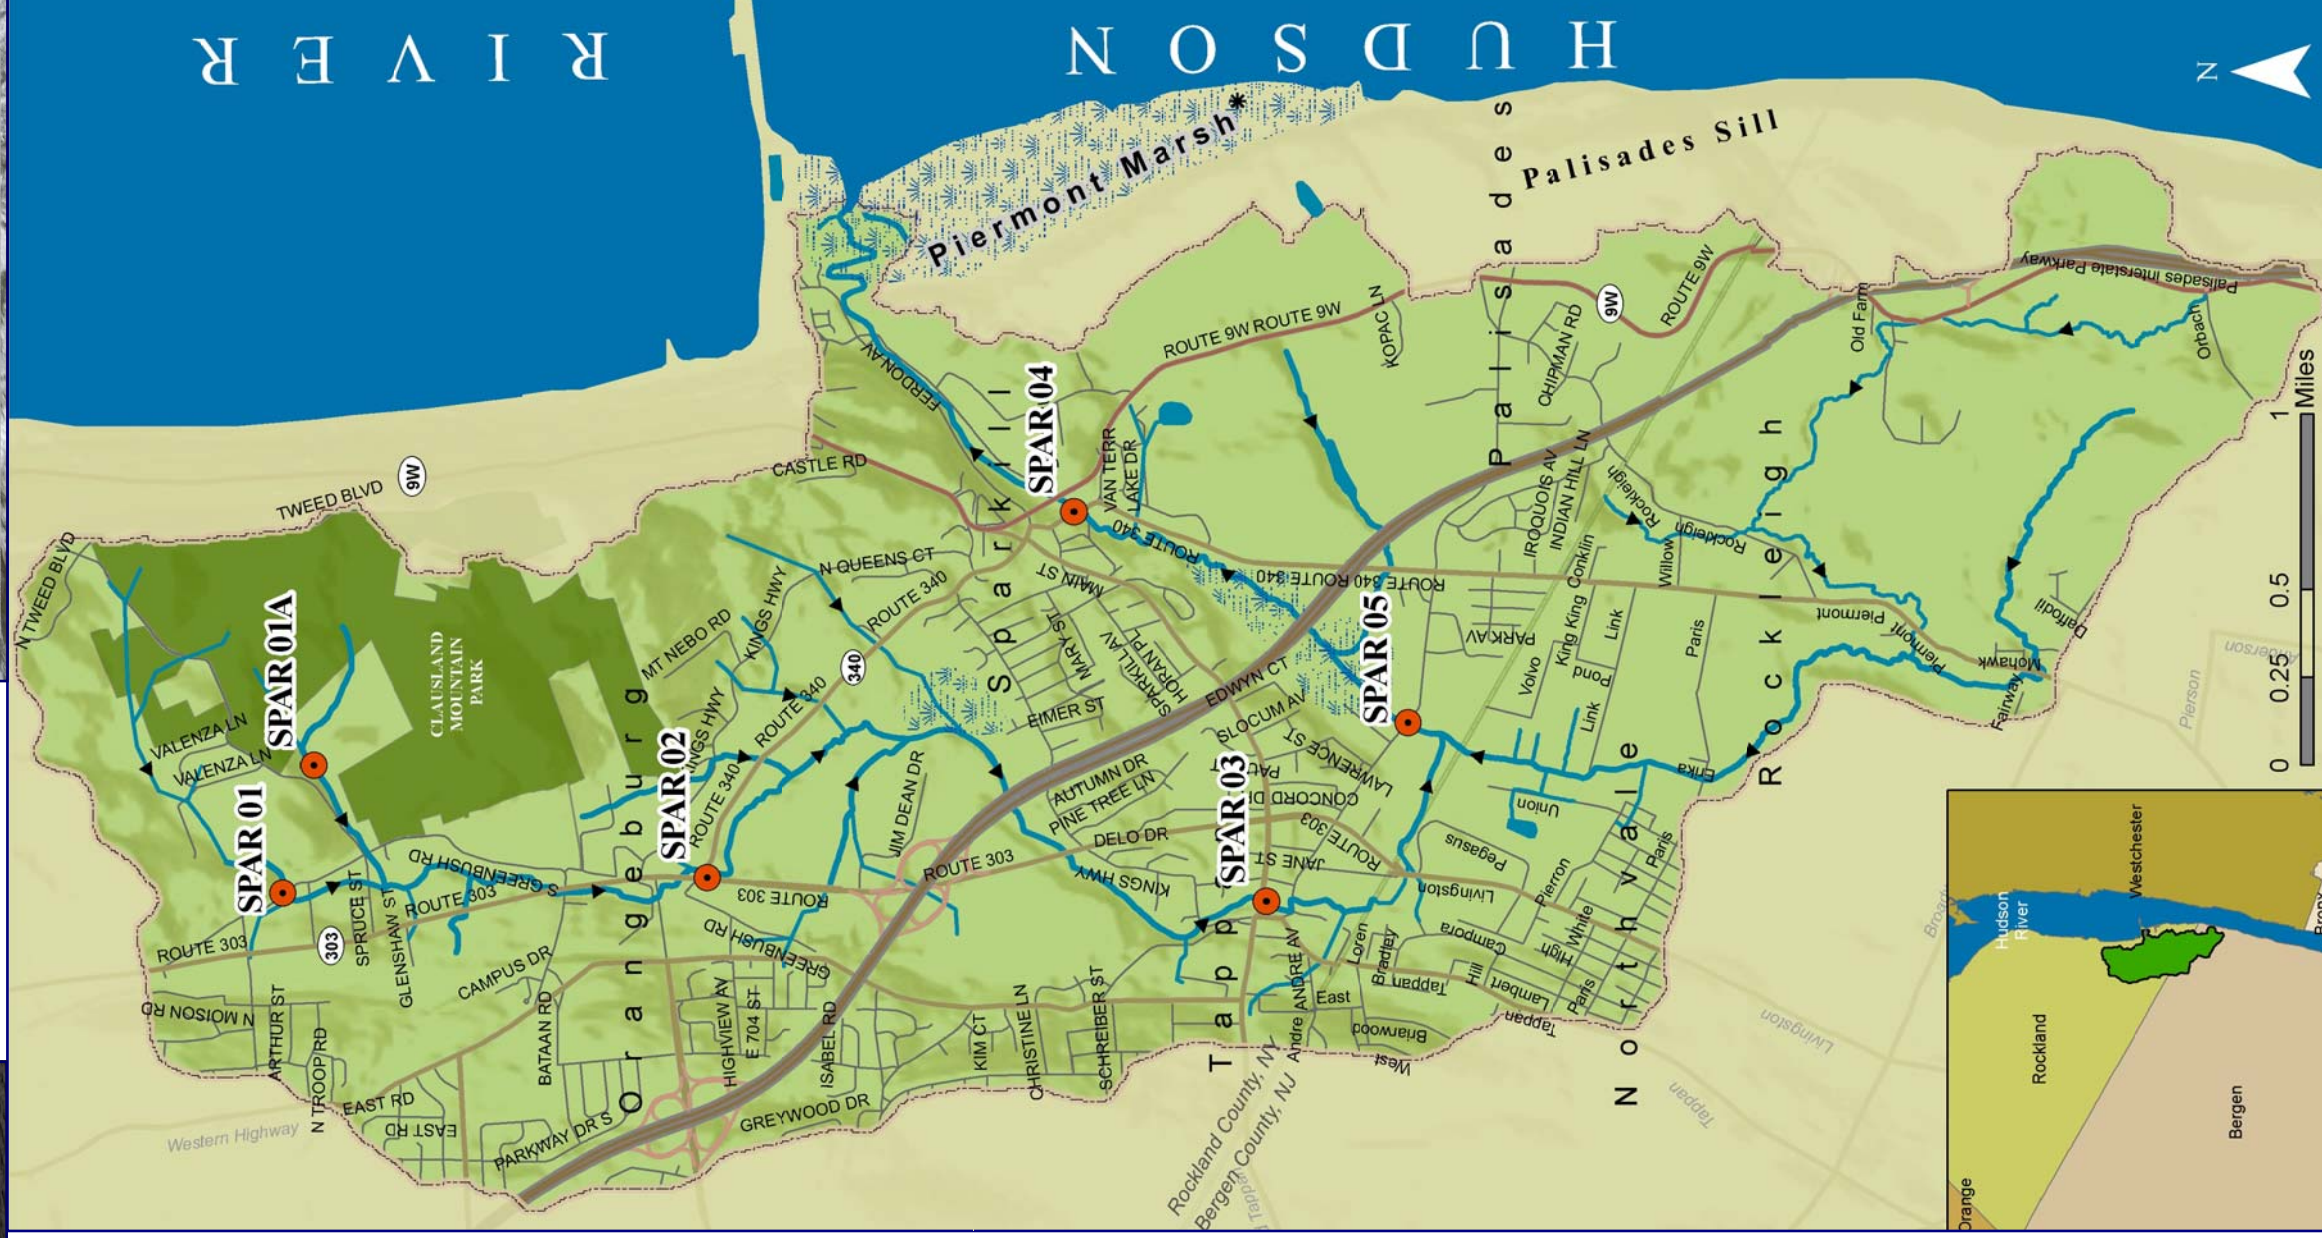 HUDSON
RIVER
N
Piermont Marsh
*
Palisades Sill
Palisades
Sparkill
Orangeburg
Rockleigh
Northvale
CLAUSLAND
MOUNTAIN
PARK
SPAR 01
SPAR 01A
SPAR 02
SPAR 03
SPAR 04
SPAR 05
N TWEED BLVD
TWEED BLVD
9W
CASTLE RD
FERDON AV
VALENZA LN
VALENZA LN
MT NEBO RD
KINGS HWY
N QUEENS CT
ROUTE 340
340
ROUTE 340
ROUTE 340
MAIN ST
VAN TERR
LAKE DR
ROUTE 340
ROUTE 9W ROUTE 9W
KOPAC LN
CHIPMAN RD
9W
ROUTE 9W
Old Farm
Palisades Interstate Parkway
Orbach
IROQUOIS AV
INDIAN HILL LN
Rockleigh
Rockleigh
ROUTE 340 ROUTE 340
ROUTE 340
MARY ST
SPARKILL AV
HORAN PL
EIMER ST
EDWYN CT
SLOCUM AV
LAWRENCE ST
CONCORD DR
PARK AV
Volvo
King King Conklin
Pond
Link
Link
Willow
Paris
Piermont
Piermont
Mohawk
Fairway
Daffodil
Erika
Union
Pegasus
Livingston
Pierron
White
High
Paris
Paris
Campora
Hill
Lambert
Tappan
Tappan
Bradley
Loren
East
Briarwood
West
Andre ANDRE AV
JANE ST
ROUTE 303
DELO DR
AUTUMN DR
PINE TREE LN
KINGS HWY
JIM DEAN DR
ROUTE 303
ROUTE 303
GREENBUSH RD
S GREENBUSH RD
ROUTE 303
ROUTE 303
303
SPRUCE ST
GLENSHAW ST
CAMPUS DR
BATAAN RD
N MOISON RD
ARTHUR ST
N TROOP RD
EAST RD
EAST RD
PARKWAY DR S
HIGHVIEW AV
E 704 ST
ISABEL RD
GREYWOOD DR
KIM CT
CHRISTINE LN
SCHREIBER ST
Western Highway
Rockland County, NY
Bergen County, NJ
Tappan
Livingston
Pierson
0 0.25 0.5 1 Miles
Orange
Rockland
Bergen
Hudson
River
Westchester